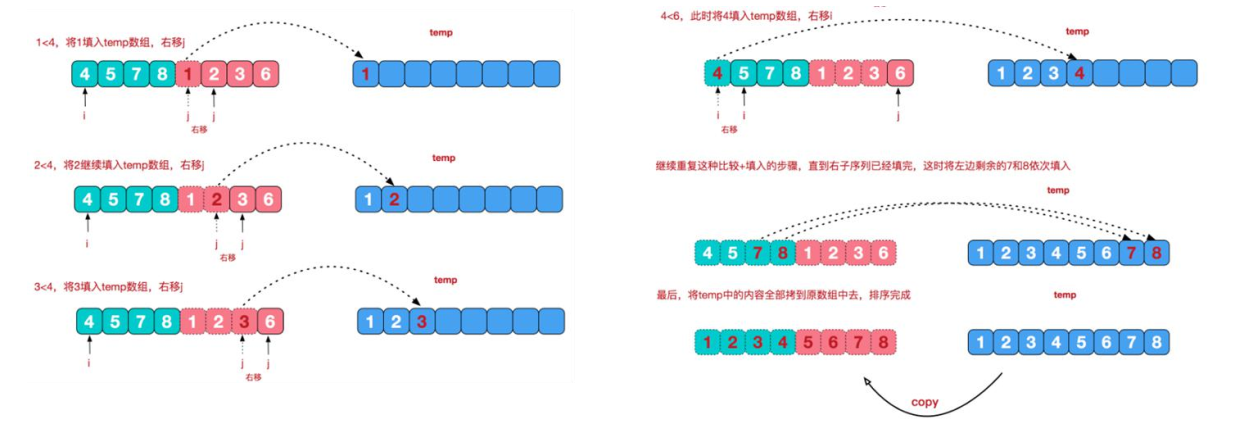 1<4，将1填入temp数组，右移j
temp
4 5 7 8 1 2 3 6
1
i
j
j
右移
2<4，将2继续填入temp数组，右移j
temp
4 5 7 8 1 2 3 6
1 2
i
j
j
右移
3<4，将3填入temp数组，右移j
temp
4 5 7 8 1 2 3 6
1 2 3
i
j
j
右移
4<6，此时将4填入temp数组，右移i
temp
4 5 7 8 1 2 3 6
1 2 3 4
i
i
j
右移
继续重复这种比较+填入的步骤，直到右子序列已经填完，这时将左边剩余的7和8依次填入
temp
4 5 7 8 1 2 3 6
1 2 3 4 5 6 7 8
最后，将temp中的内容全部拷到原数组中去，排序完成
temp
1 2 3 4 5 6 7 8
1 2 3 4 5 6 7 8
copy